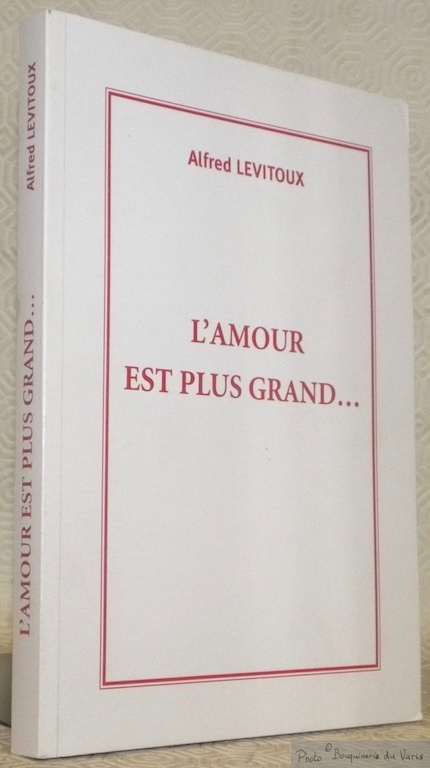 Alfred LEVITOUX
L'AMOUR
EST PLUS GRAND...
L'AMOUR EST PLUS GRAND... Alfred LEVITOUX
Photo © Bouquinerie du Varis